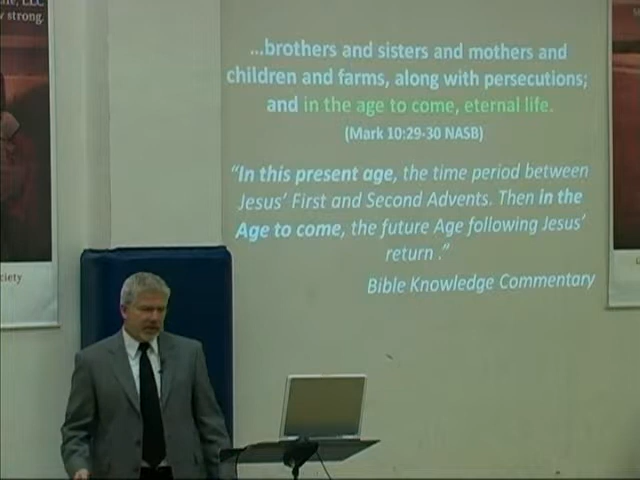 LLC
strong.
...brothers and sisters and mothers and
children and farms, along with persecutions;
and in the age to come, eternal life.
(Mark 10:29-30 NASB)
"In this present age, the time period between
Jesus' First and Second Advents. Then in the
Age to come, the future Age following Jesus'
return ."
Bible Knowledge Commentary
ciety